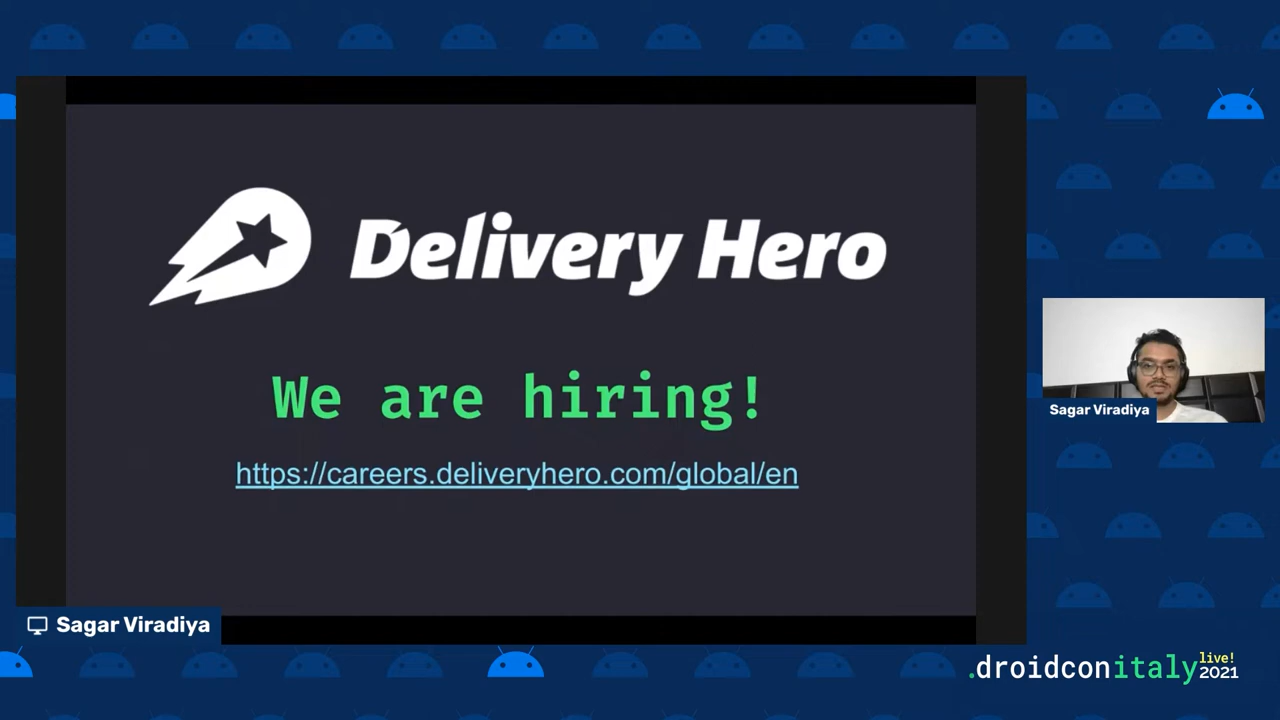 Delivery Hero
We are hiring!
https://careers.deliveryhero.com/global/en
Sagar Viradiya
Sagar Viradiya
.droidconitaly live! 2021